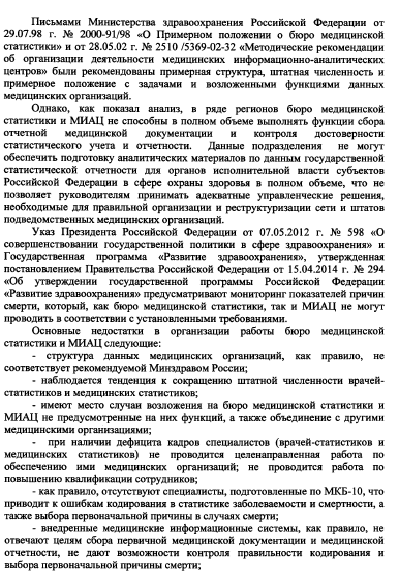 Письмами Министерства здравоохранения Российской Федерации от
29.07.98 г. № 2000-91/98 «О Примерном положении о бюро медицинской
статистики» и от 28.05.02 г. № 2510 /5369-02-32 «Методические рекомендации
об организации деятельности медицинских информационно-аналитических
центров» были рекомендованы примерная структура, штатная численность и
примерное положение с задачами и возложенными функциями данных
медицинских организаций.
Однако, как показал анализ, в ряде регионов бюро медицинской
статистики и МИАЦ не способны в полном объеме выполнять функции сбора
отчетной медицинской документации и контроля достоверности
статистического учета и отчетности. Данные подразделения не могут
обеспечить подготовку аналитических материалов по данным государственной
статистической отчетности для органов исполнительной власти субъектов
Российской Федерации в сфере охраны здоровья в полном объеме, что не
позволяет руководителям принимать адекватные управленческие решения,
необходимые для правильной организации и реструктуризации сети и штатов
подведомственных медицинских организаций.
Указ Президента Российской Федерации от 07.05.2012 г. № 598 «О
совершенствовании государственной политики в сфере здравоохранения» и
Государственная программа «Развитие здравоохранения», утвержденная
постановлением Правительства Российской Федерации от 15.04.2014 г. № 294
«Об утверждении государственной программы Российской Федерации
«Развитие здравоохранения» предусматривают мониторинг показателей причин
смерти, который, как бюро медицинской статистики, так и МИАЦ не могут
проводить в соответствии с установленными требованиями.
Основные недостатки в организации работы бюро медицинской
статистики и МИАЦ следующие:
- структура данных медицинских организаций, как правило, не
соответствует рекомендуемой Минздравом России;
- наблюдается тенденция к сокращению штатной численности врачей-
статистиков и медицинских статистиков;
- имеют место случаи возложения на бюро медицинской статистики и
МИАЦ не предусмотренные на них функций, а также объединение с другими
медицинскими организациями;
- при наличии дефицита кадров специалистов (врачей-статистиков и
медицинских статистиков) не проводится целенаправленная работа по
обеспечению ими медицинских организаций; не проводится работа по
повышению квалификации сотрудников;
- как правило, отсутствуют специалисты, подготовленные по МКБ-10, что
приводит к ошибкам кодирования в статистике заболеваемости и смертности, а
также выбора первоначальной причины в случаях смерти;
- внедренные медицинские информационные системы, как правило, не
отвечают целям сбора первичной медицинской документации и медицинской
отчетности, не дают возможности контроля правильности кодирования и
выбора первоначальной причины смерти;